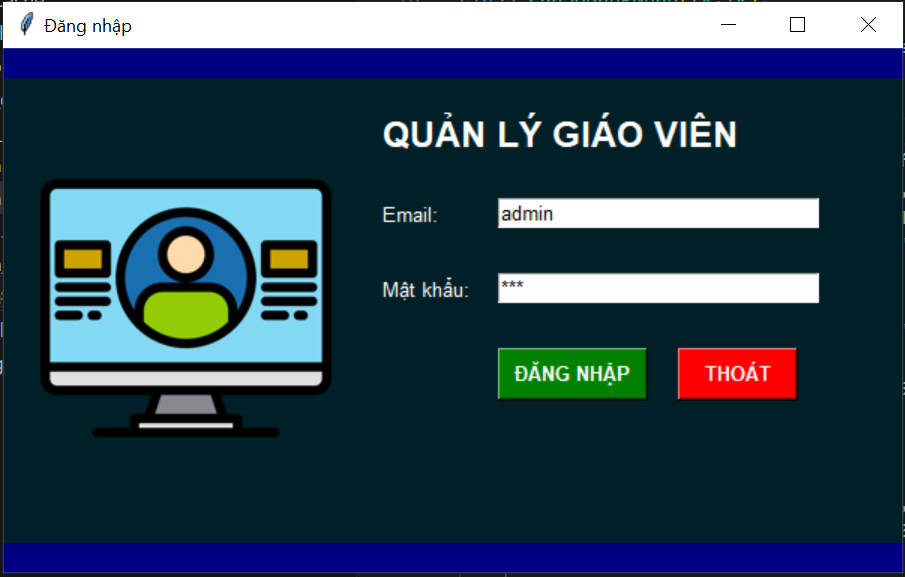 Đăng nhập
QUẢN LÝ GIÁO VIÊN
Email: admin
Mật khẩu: ***
ĐĂNG NHẬP THOÁT